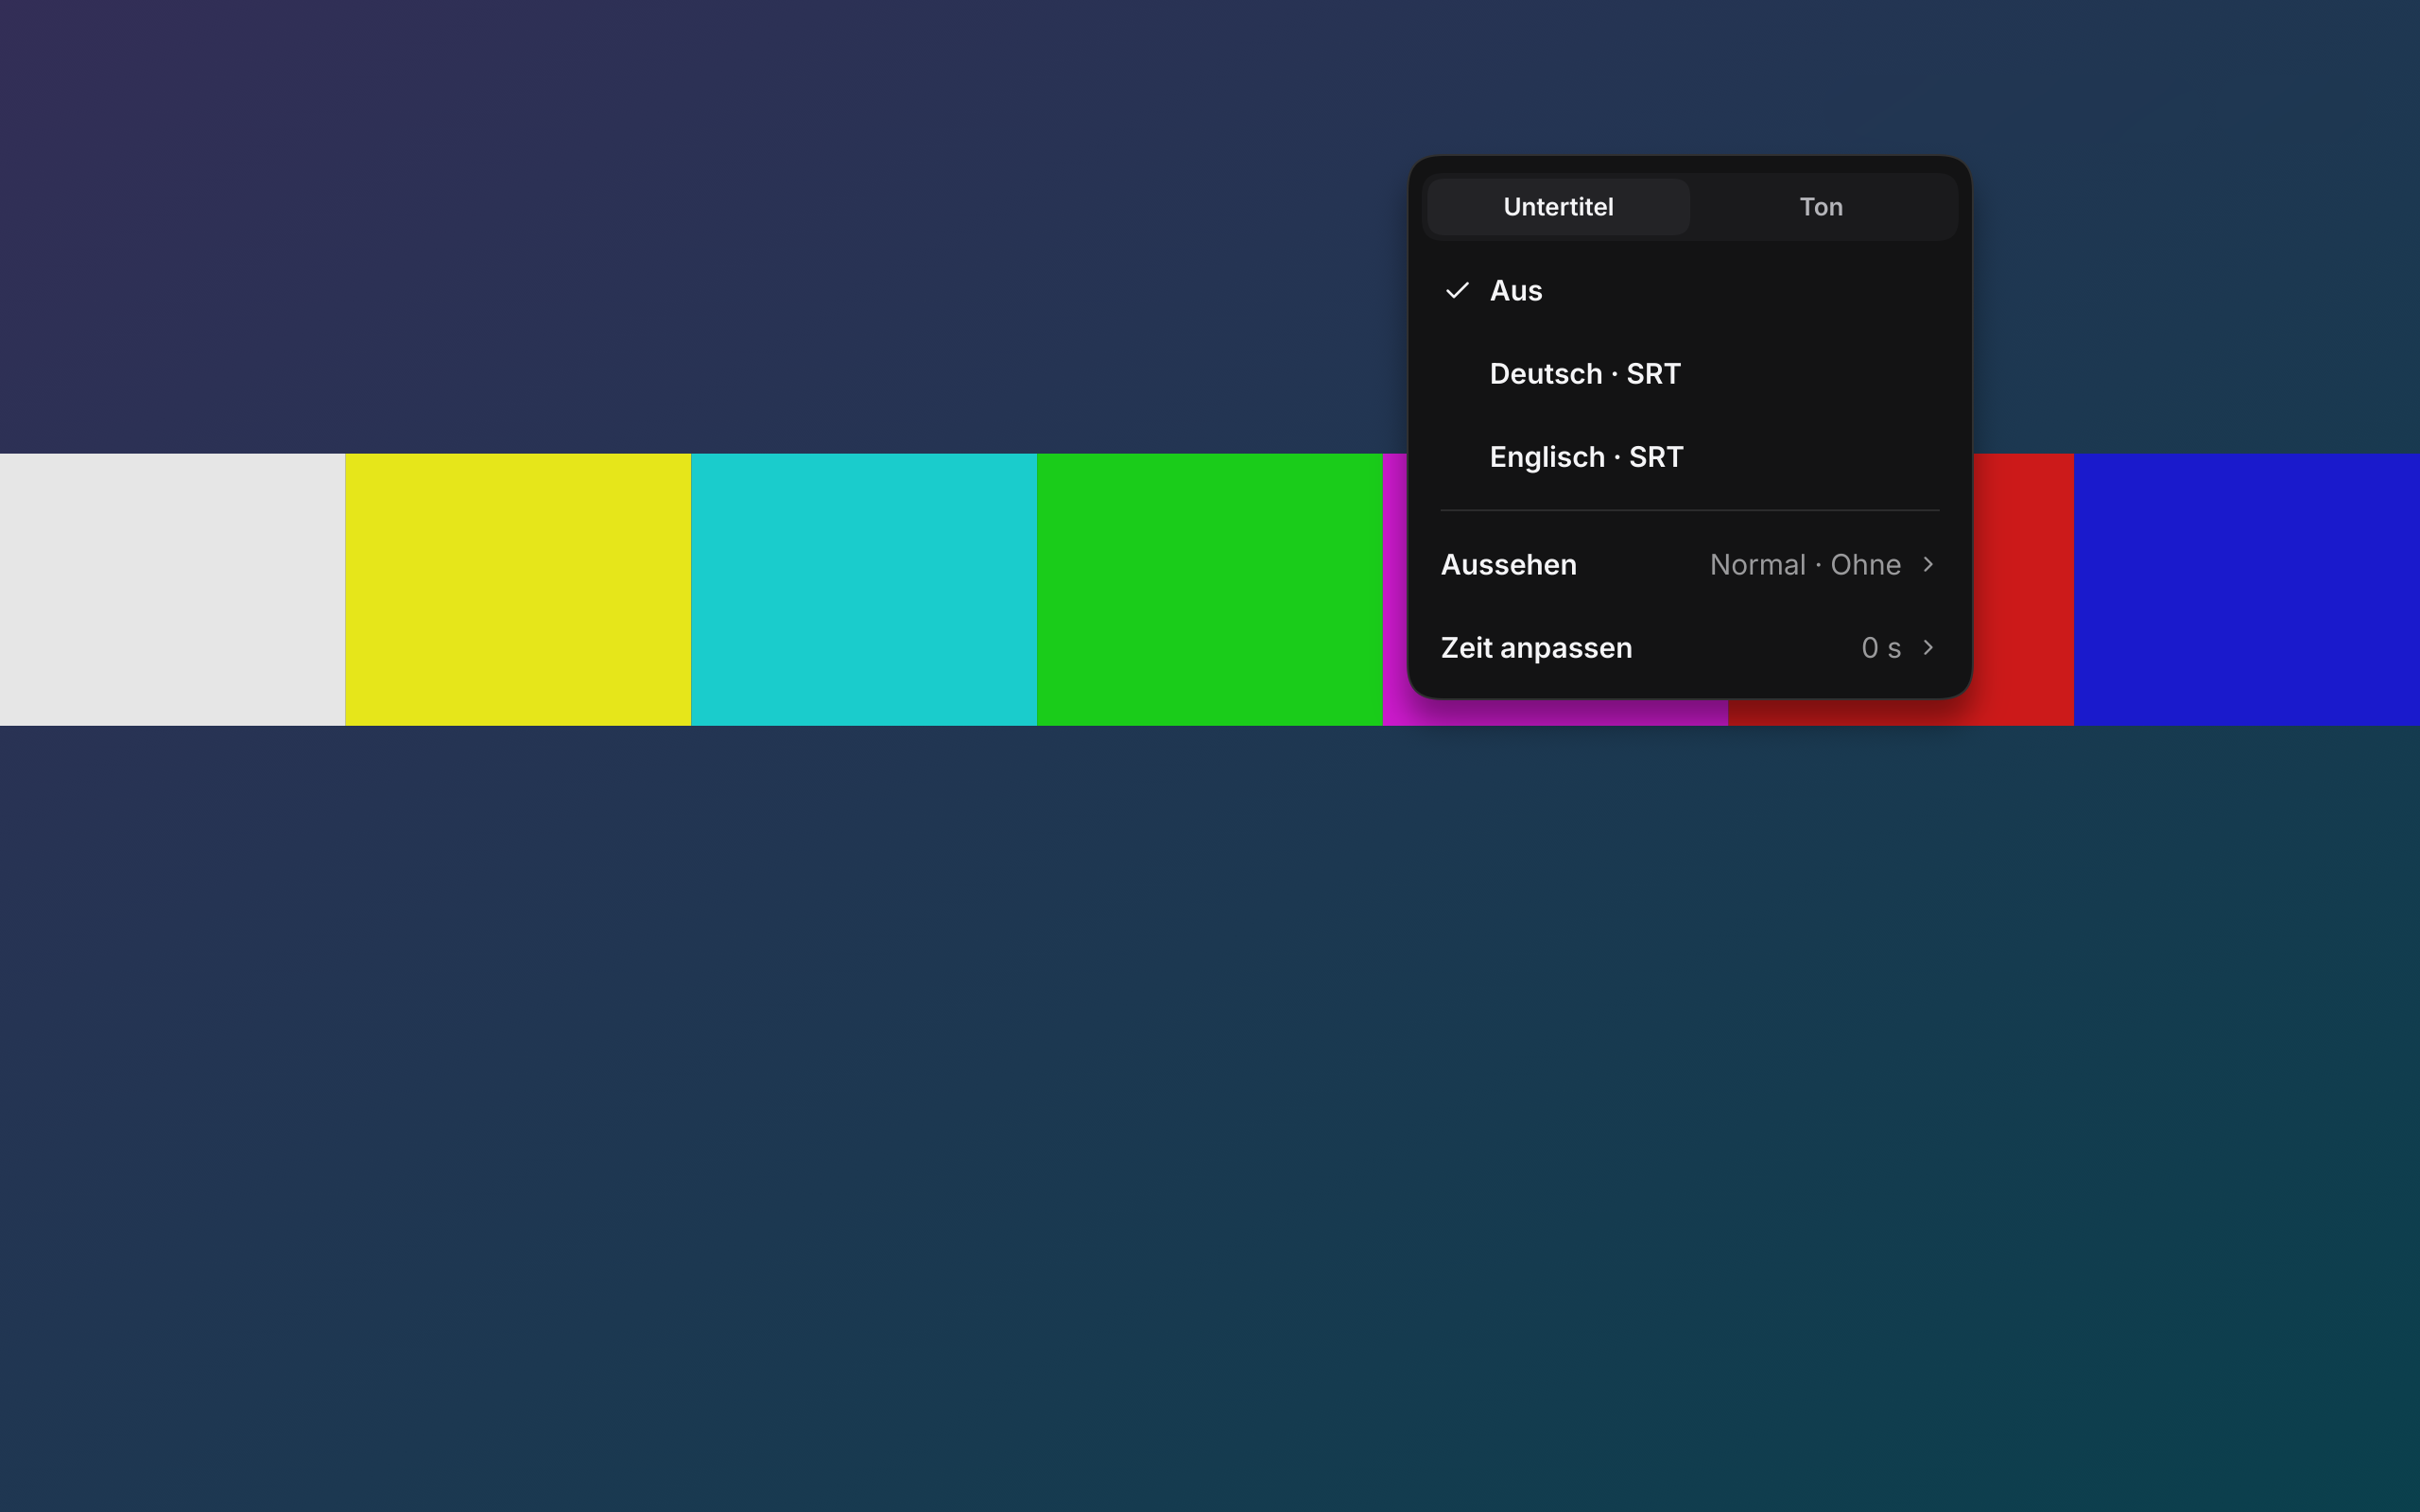 Untertitel Ton
Aus
Deutsch · SRT
Englisch · SRT
Aussehen Normal · Ohne
Zeit anpassen 0 s